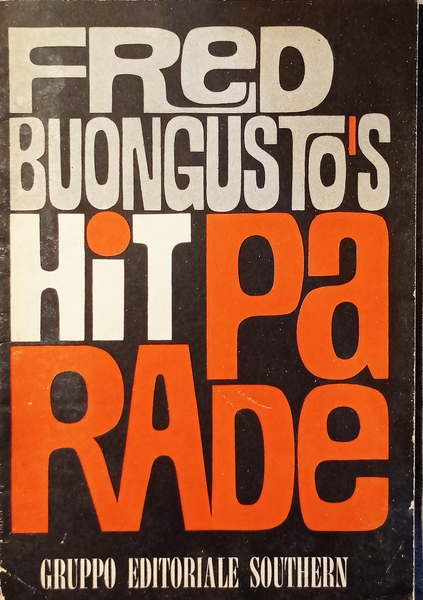 FReD
BUONGUSTO'S
HiT Pa
RADe
GRUPPO EDITORIALE SOUTHERN